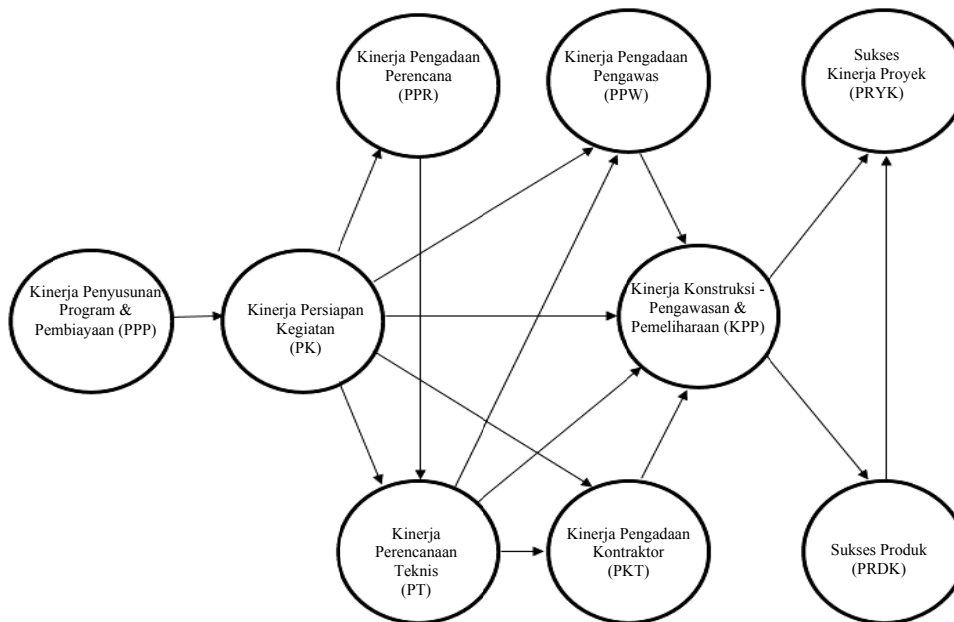 Kinerja Pengadaan
Perencana
(PPR)
Kinerja Pengadaan
Pengawas
(PPW)
Sukses
Kinerja Proyek
(PRYK)
Kinerja Penyusunan
Program &
Pembiayaan (PPP)
Kinerja Persiapan
Kegiatan
(PK)
Kinerja Konstruksi -
Pengawasan &
Pemeliharaan (KPP)
Kinerja
Perencanaan
Teknis
(PT)
Kinerja Pengadaan
Kontraktor
(PKT)
Sukses Produk
(PRDK)